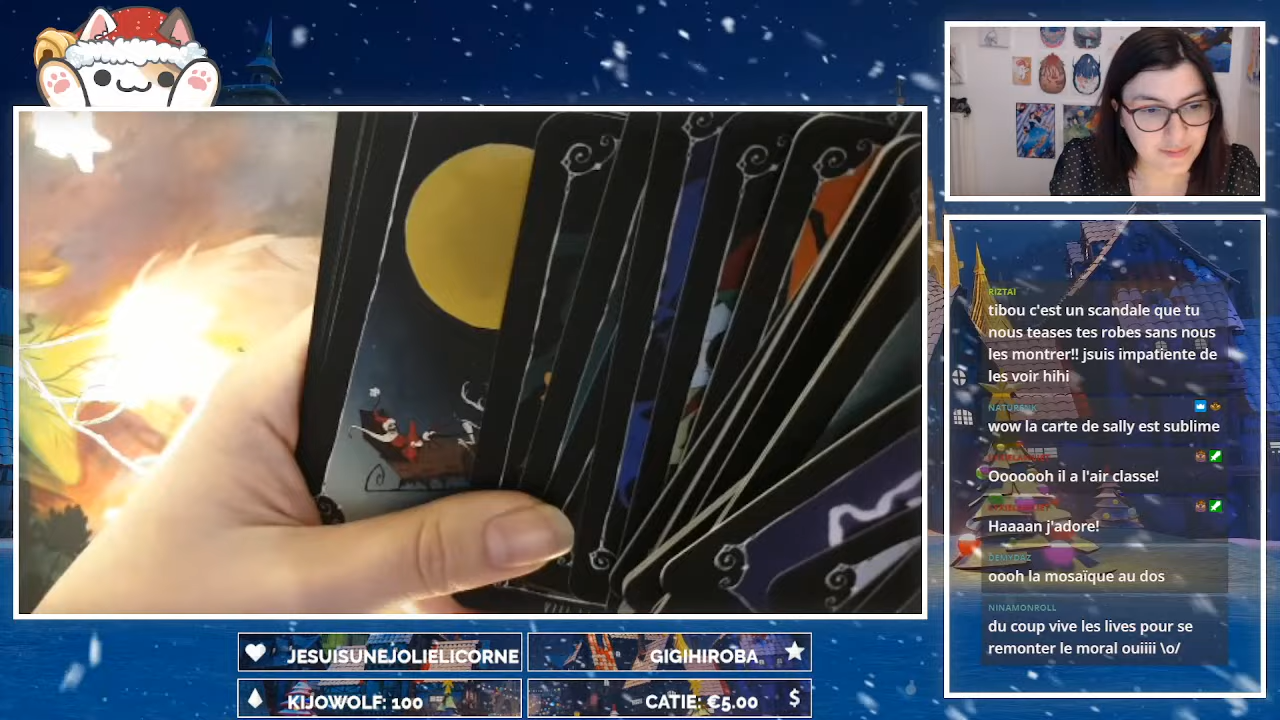 RIZTAI
tibou c'est un scandale que tu
nous teases tes robes sans nous
les montrer!! jsuis impatiente de
les voir hihi
wow la carte de sally est sublime
Ooooooh il a l'air classe!
Haaaan j'adore!
DEMYDAZ
oooh la mosaïque au dos
NINAMONROLL
du coup vive les lives pour se
remonter le moral ouiiii \o/
JESUISUNEJOLIELICORNE
GIGIHIROBA
KIJOWOLF: 100
CATIE: €5.00
$